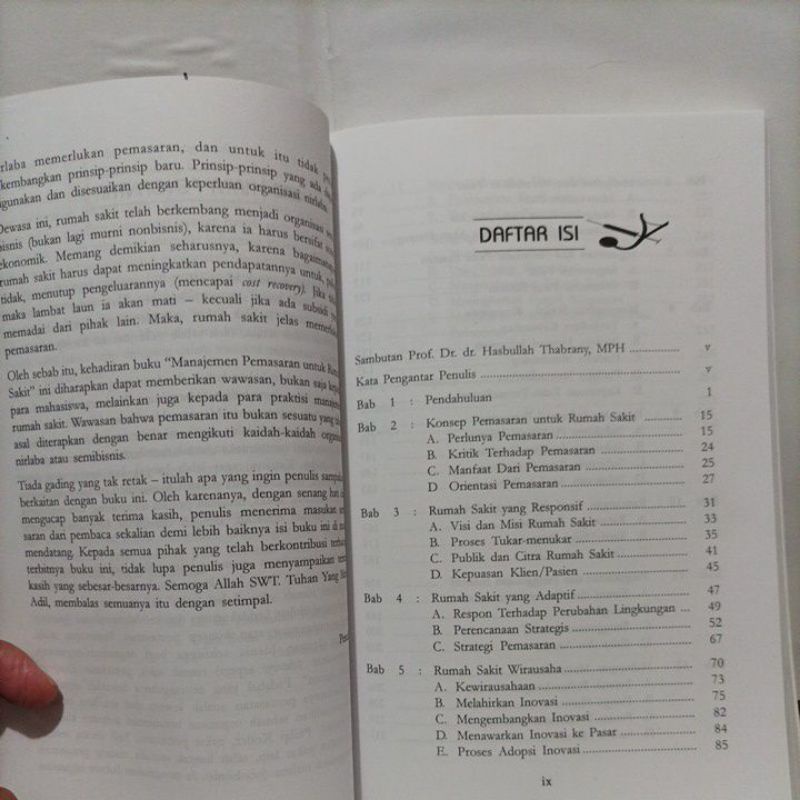 rlaba memerlukan pemasaran, dan untuk itu tidak
kembangkan prinsip-prinsip baru. Prinsip-prinsip yang ada
igunakan dan disesuaikan dengan keperluan organisasi nirlaba.
Dewasa ini, rumah sakit telah berkembang menjadi organisasi
bisnis (bukan lagi murni nonbisnis), karena ia harus bersifat
ekonomik. Memang demikian seharusnya, karena
rumah sakit harus dapat meningkatkan pendapatannya untuk,
tidak, menutup pengeluarannya (mencapai cost recovery). Jika
maka lambat laun ia akan mati – kecuali jika ada subsidi
memadai dari pihak lain. Maka, rumah sakit jelas
pemasaran.
Oleh sebab itu, kehadiran buku “Manajemen Pemasaran untuk
Sakit” ini diharapkan dapat memberikan wawasan, bukan saja
para mahasiswa, melainkan juga kepada para praktisi
rumah sakit. Wawasan bahwa pemasaran itu bukan sesuatu yang
asal diterapkan dengan benar mengikuti kaidah-kaidah
nirlaba atau semibisnis.
Tiada gading yang tak retak – itulah apa yang ingin penulis
berkaitan dengan buku ini. Oleh karenanya, dengan senang hati
mengucap banyak terima kasih, penulis menerima masukan
saran dari pembaca sekalian demi lebih baiknya isi buku ini di
mendatang. Kepada semua pihak yang telah berkontribusi
terbitnya buku ini, tidak lupa penulis juga menyampaikan
kasih yang sebesar-besarnya. Semoga Allah SWT. Tuhan Yang
Adil, membalas semuanya itu dengan setimpal.
DAFTAR ISI
Sambutan Prof. Dr. dr. Hasbullah Thabrany, MPH .............. v
Kata Pengantar Penulis .............. v
Bab 1 : Pendahuluan 1
Bab 2 : Konsep Pemasaran untuk Rumah Sakit .............. 15
A. Perlunya Pemasaran .............. 15
B. Kritik Terhadap Pemasaran .............. 24
C. Manfaat Dari Pemasaran .............. 25
D Orientasi Pemasaran .............. 27
Bab 3 : Rumah Sakit yang Responsif .............. 31
A. Visi dan Misi Rumah Sakit .............. 33
B. Proses Tukar-menukar .............. 35
C. Publik dan Citra Rumah Sakit .............. 41
D. Kepuasan Klien/Pasien .............. 45
Bab 4 : Rumah Sakit yang Adaptif .............. 47
A. Respon Terhadap Perubahan Lingkungan ... 49
B. Perencanaan Strategis .............. 52
C. Strategi Pemasaran .............. 67
Bab 5 : Rumah Sakit Wirausaha .............. 70
A. Kewirausahaan .............. 73
B. Melahirkan Inovasi .............. 75
C. Mengembangkan Inovasi .............. 82
D. Menawarkan Inovasi ke Pasar .............. 84
E. Proses Adopsi Inovasi .............. 85
ix